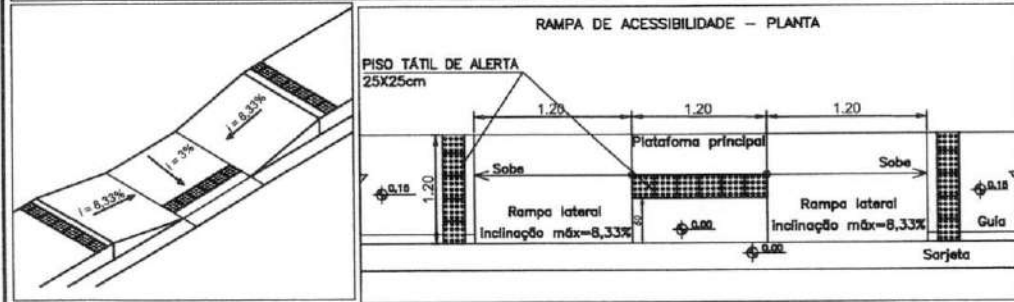 i = 8,33%
i = 3%
i = 8,33%
RAMPA DE ACESSIBILIDADE – PLANTA
PISO TÁTIL DE ALERTA
25X25cm
1.20 1.20 1.20
Plataforma principal
Sobe Sobe
0,15 1.20 0,15
Rampa lateral Rampa lateral
inclinação máx=8,33% inclinação máx=8,33%
0.00 Guia
0.00
Sarjeta